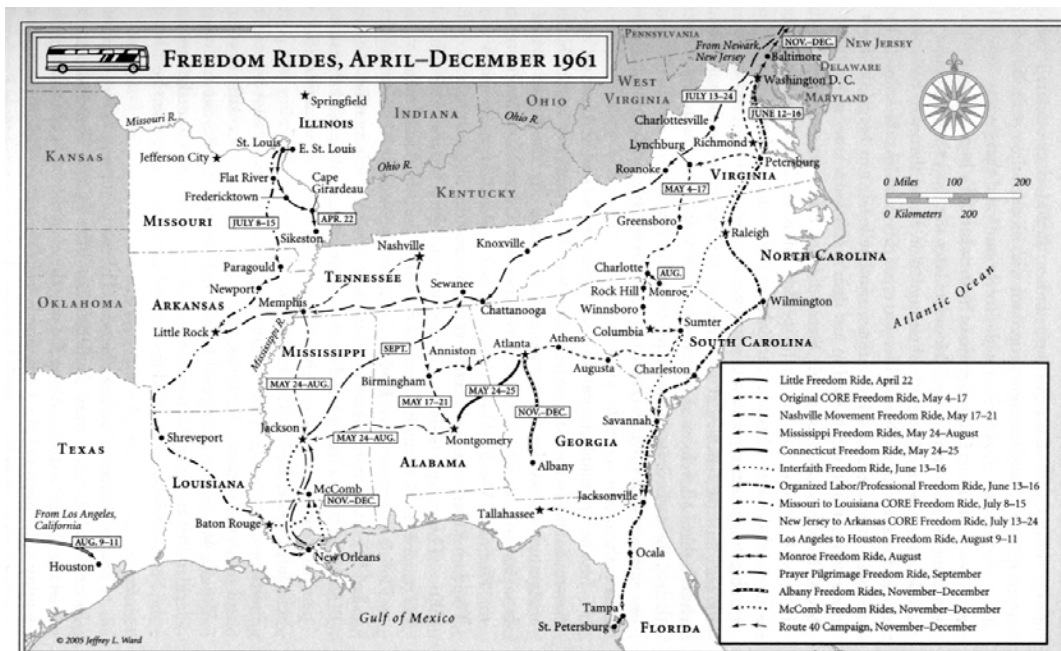 FREEDOM RIDES, APRIL–DECEMBER 1961
PENNSYLVANIA
From Newark,
New Jersey
NOV.–DEC.
NEW JERSEY
Baltimore
DELAWARE
Washington D. C.
MARYLAND
WEST
VIRGINIA
OHIO
INDIANA
Ohio R.
Springfield
ILLINOIS
Missouri R.
KANSAS
Jefferson City
St. Louis
E. St. Louis
Ohio R.
KENTUCKY
JULY 13–24
JUNE 12–16
Charlottesville
Lynchburg
Richmond
Petersburg
Roanoke
VIRGINIA
MAY 4–17
Flat River
Cape
Girardeau
Fredericktown
APR. 22
MISSOURI
JULY 8–15
Sikeston
0 Miles 100 200
0 Kilometers 200
Greensboro
Raleigh
NORTH CAROLINA
Nashville
Knoxville
TENNESSEE
Sewanee
Chattanooga
Paragould
Newport
ARKANSAS
Memphis
OKLAHOMA
Little Rock
Mississippi R.
MISSISSIPPI
Charlotte
AUG.
Rock Hill
Monroe
Winnsboro
Wilmington
Columbia
Sumter
SOUTH CAROLINA
Atlantic Ocean
SEPT.
Anniston
Atlanta
Athens
Augusta
Charleston
Birmingham
MAY 24–AUG.
MAY 17–21
MAY 24–25
NOV.–DEC.
Savannah
Jackson
MAY 24–AUG.
Montgomery
GEORGIA
ALABAMA
Albany
TEXAS
Shreveport
LOUISIANA
McComb
NOV.–DEC.
Jacksonville
Tallahassee
Baton Rouge
New Orleans
From Los Angeles,
California
AUG. 9–11
Houston
Ocala
Tampa
St. Petersburg
FLORIDA
Gulf of Mexico
© 2005 Jeffrey L. Ward
Little Freedom Ride, April 22
Original CORE Freedom Ride, May 4–17
Nashville Movement Freedom Ride, May 17–21
Mississippi Freedom Rides, May 24–August
Connecticut Freedom Ride, May 24–25
Interfaith Freedom Ride, June 13–16
Organized Labor/Professional Freedom Ride, June 13–16
Missouri to Louisiana CORE Freedom Ride, July 8–15
New Jersey to Arkansas CORE Freedom Ride, July 13–24
Los Angeles to Houston Freedom Ride, August 9–11
Monroe Freedom Ride, August
Prayer Pilgrimage Freedom Ride, September
Albany Freedom Rides, November–December
McComb Freedom Rides, November–December
Route 40 Campaign, November–December